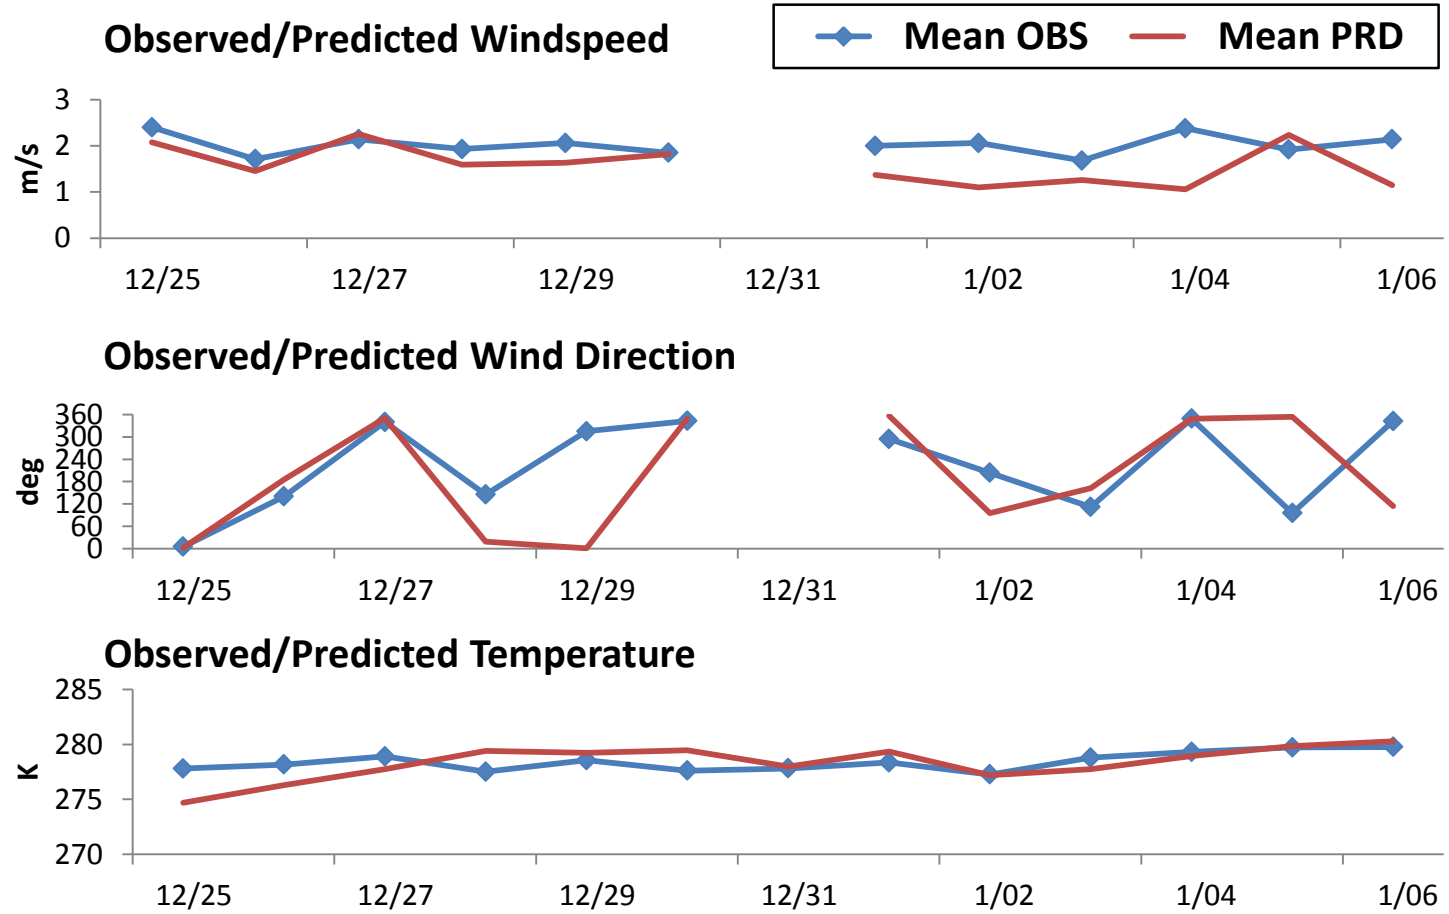 Observed/Predicted Windspeed
Mean OBS Mean PRD
3
2
1
0
m/s
12/25 12/27 12/29 12/31 1/02 1/04 1/06
Observed/Predicted Wind Direction
360
300
240
180
120
60
0
deg
12/25 12/27 12/29 12/31 1/02 1/04 1/06
Observed/Predicted Temperature
285
280
275
270
K
12/25 12/27 12/29 12/31 1/02 1/04 1/06